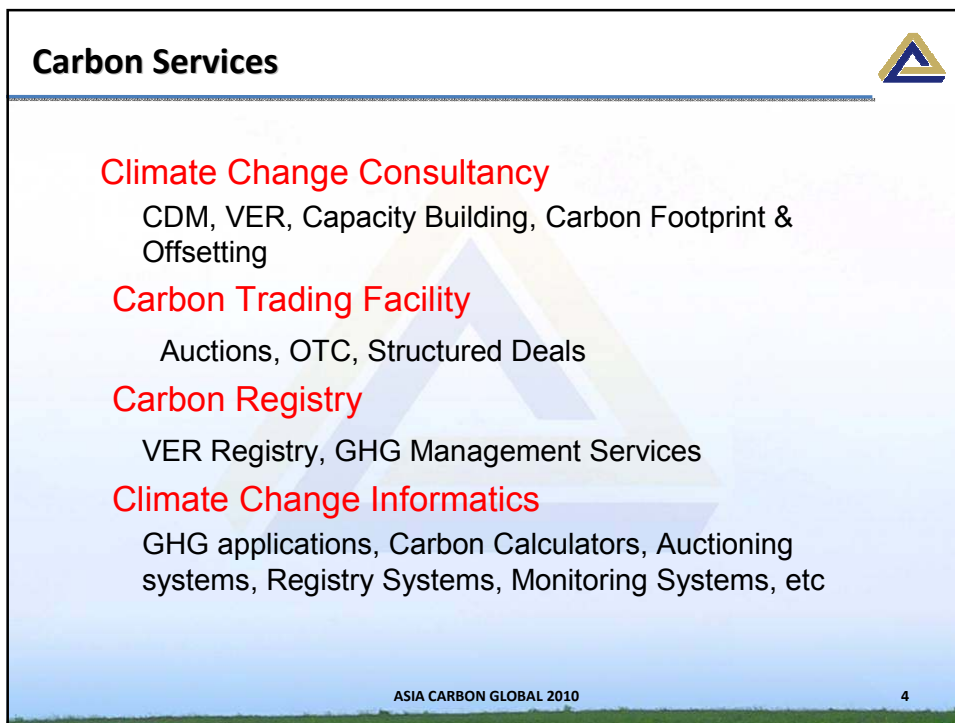 Carbon Services
Climate Change Consultancy
CDM, VER, Capacity Building, Carbon Footprint &
Offsetting
Carbon Trading Facility
Auctions, OTC, Structured Deals
Carbon Registry
VER Registry, GHG Management Services
Climate Change Informatics
GHG applications, Carbon Calculators, Auctioning
systems, Registry Systems, Monitoring Systems, etc
ASIA CARBON GLOBAL 2010
4